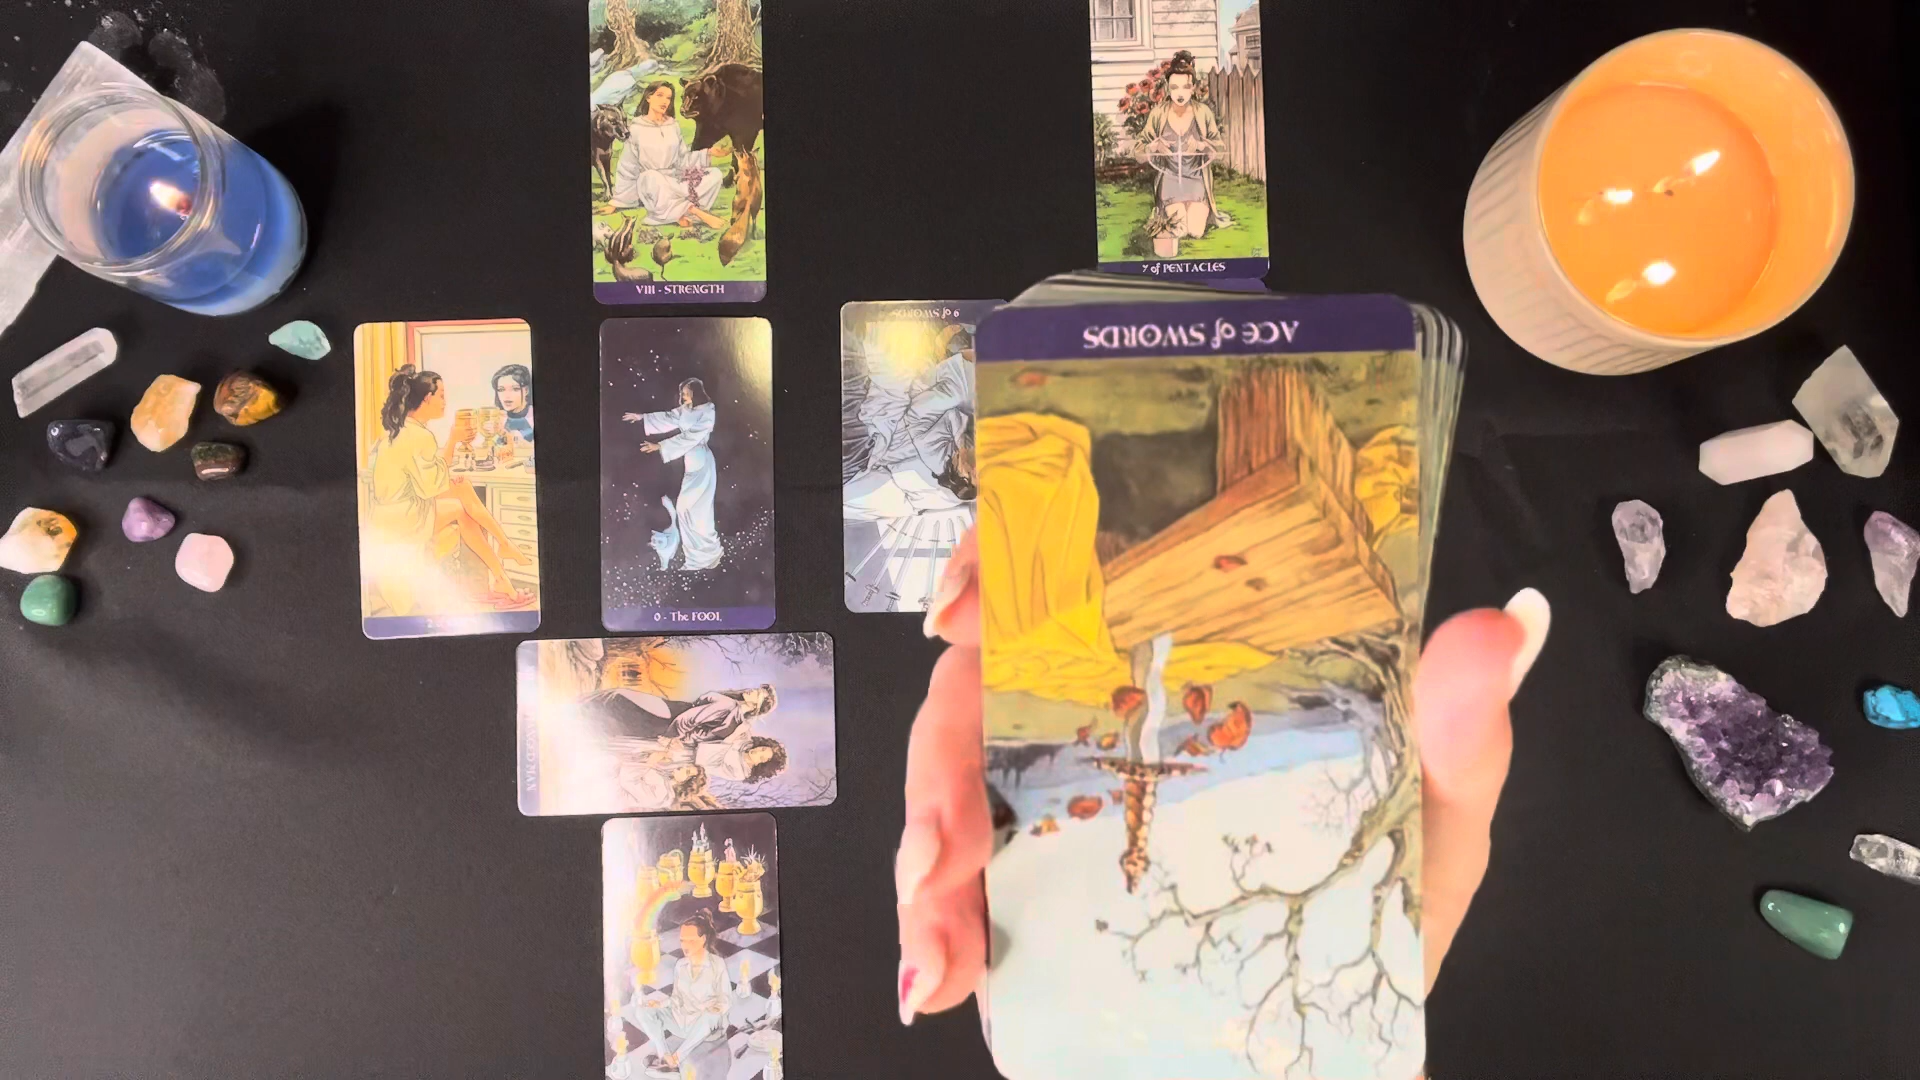 VIII - STRENGTH
7 of PENTACLES
9 of SWORDS
ACE of SWORDS
0 - The FOOL